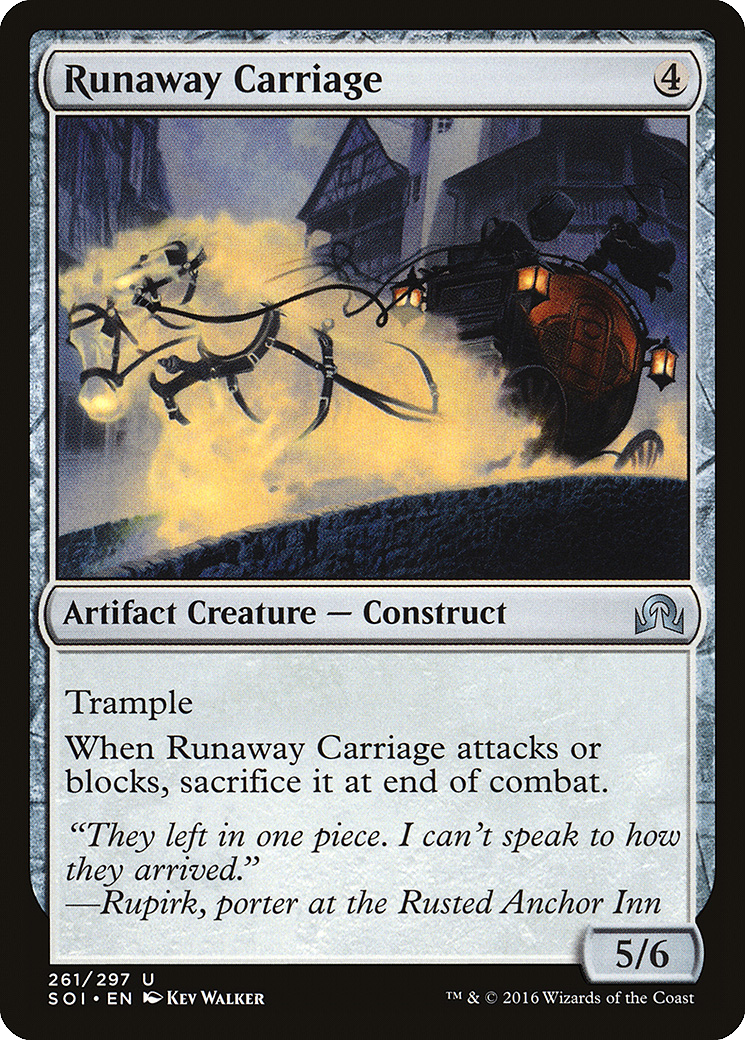 Runaway Carriage 4
Artifact Creature — Construct
Trample
When Runaway Carriage attacks or
blocks, sacrifice it at end of combat.
“They left in one piece. I can’t speak to how
they arrived.”
—Rupirk, porter at the Rusted Anchor Inn
5/6
261/297 U
SOI • EN Kev Walker
™ & © 2016 Wizards of the Coast